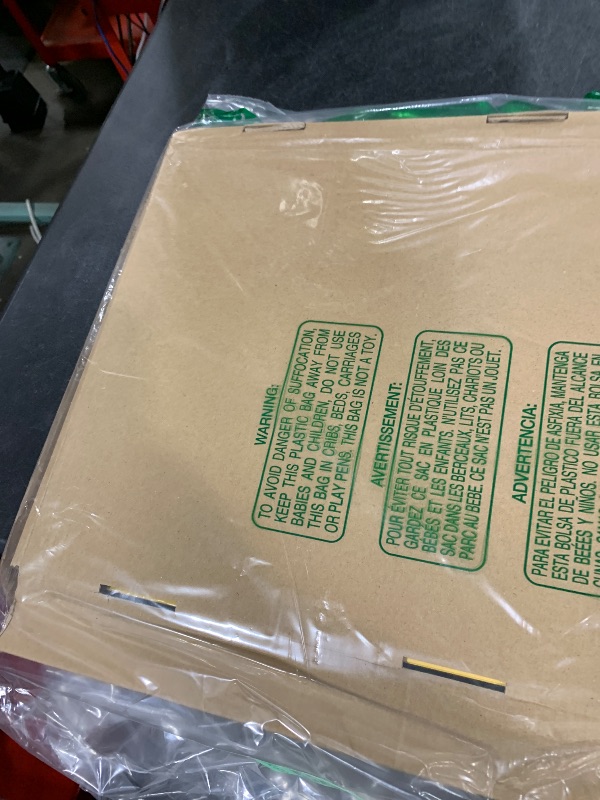 WARNING:
TO AVOID DANGER OF SUFFOCATION,
KEEP THIS PLASTIC BAG AWAY FROM
BABIES AND CHILDREN, DO NOT USE
THIS BAG IN CRIBS, BEDS, CARRIAGES
OR PLAY PENS. THIS BAG IS NOT A TOY.
AVERTISSEMENT:
POUR ÉVITER TOUT RISQUE D'ÉTOUFFEMENT,
GARDEZ CE SAC EN PLASTIQUE LOIN DES
BÉBÉS ET LES ENFANTS, N'UTILISEZ PAS CE
SAC DANS LES BERCEAUX, LITS, CHARIOTS OU
PARC AU BEBE. CE SAC N'EST PAS UN JOUET.
ADVERTENCIA:
PARA EVITAR EL PELIGRO DE ASFIXIA, MANTENGA
ESTA BOLSA DE PLASTICO FUERA DEL ALCANCE
DE BEEES Y NIÑOS. NO USAR ESTA BOLSA EN